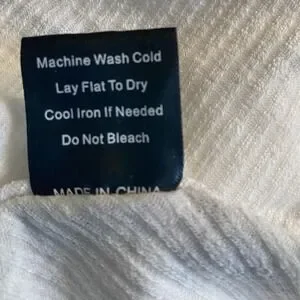 Machine Wash Cold
Lay Flat To Dry
Cool Iron If Needed
Do Not Bleach
MADE IN CHINA